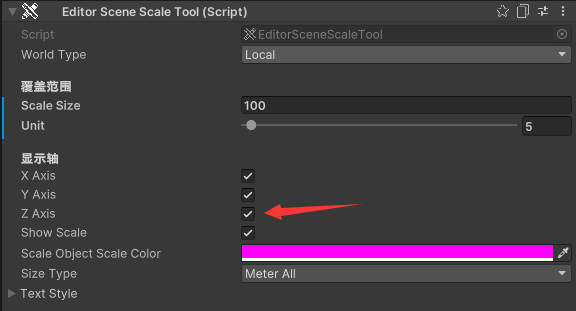 Editor Scene Scale Tool (Script)
Script EditorSceneScaleTool
World Type Local
覆盖范围
Scale Size 100
Unit 5
显示轴
X Axis
Y Axis
Z Axis
Show Scale
Scale Object Scale Color
Size Type Meter All
Text Style